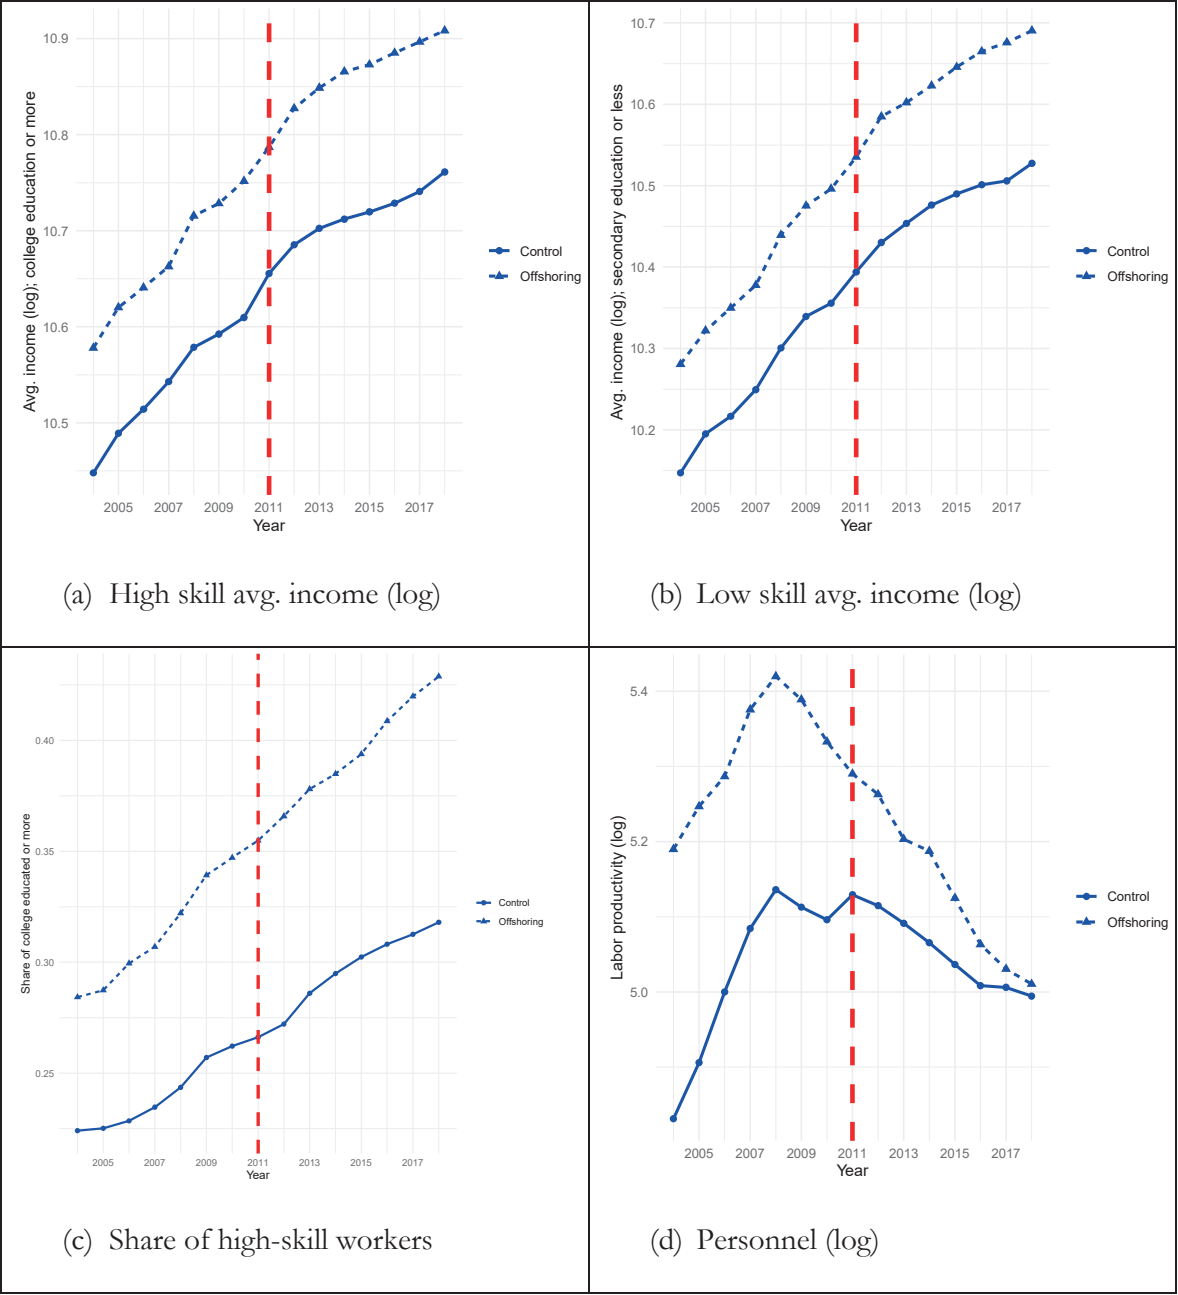 Avg. income (log); college education or more
10.9
10.8
10.7
10.6
10.5
2005 2007 2009 2011 2013 2015 2017
Year
Control
Offshoring
(a) High skill avg. income (log)
Avg. income (log); secondary education or less
10.7
10.6
10.5
10.4
10.3
10.2
2005 2007 2009 2011 2013 2015 2017
Year
Control
Offshoring
(b) Low skill avg. income (log)
Share of college educated or more
0.40
0.35
0.30
0.25
2005 2007 2009 2011 2013 2015 2017
Year
Control
Offshoring
(c) Share of high-skill workers
Labor productivity (log)
5.4
5.2
5.0
2005 2007 2009 2011 2013 2015 2017
Year
Control
Offshoring
(d) Personnel (log)